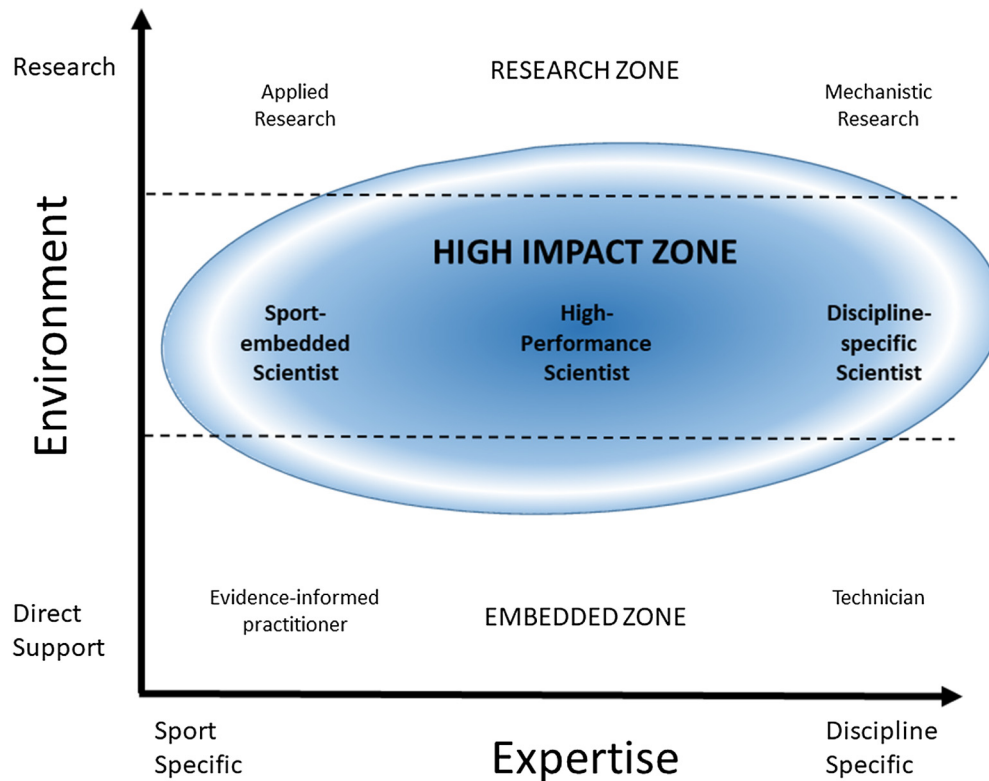 Research
RESEARCH ZONE
Applied
Research
Mechanistic
Research
Environment
HIGH IMPACT ZONE
Sport-
embedded
Scientist
High-
Performance
Scientist
Discipline-
specific
Scientist
Direct
Support
Evidence-informed
practitioner
EMBEDDED ZONE
Technician
Sport
Specific
Expertise
Discipline
Specific